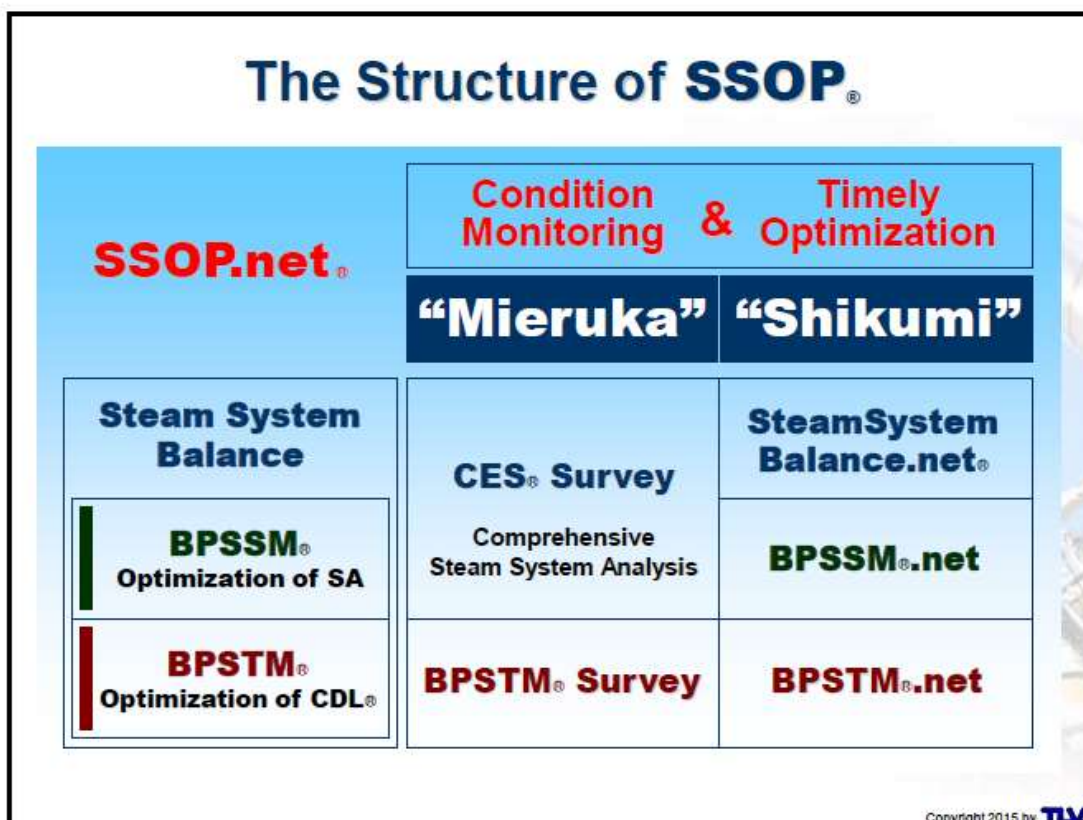 The Structure of SSOP®
SSOP.net®
Condition Monitoring & Timely Optimization
“Mieruka” “Shikumi”
Steam System
Balance
BPSSM®
Optimization of SA
BPSTM®
Optimization of CDL®
CES® Survey
Comprehensive
Steam System Analysis
BPSTM® Survey
SteamSystem
Balance.net®
BPSSM®.net
BPSTM®.net
Copyright 2015 by TLV